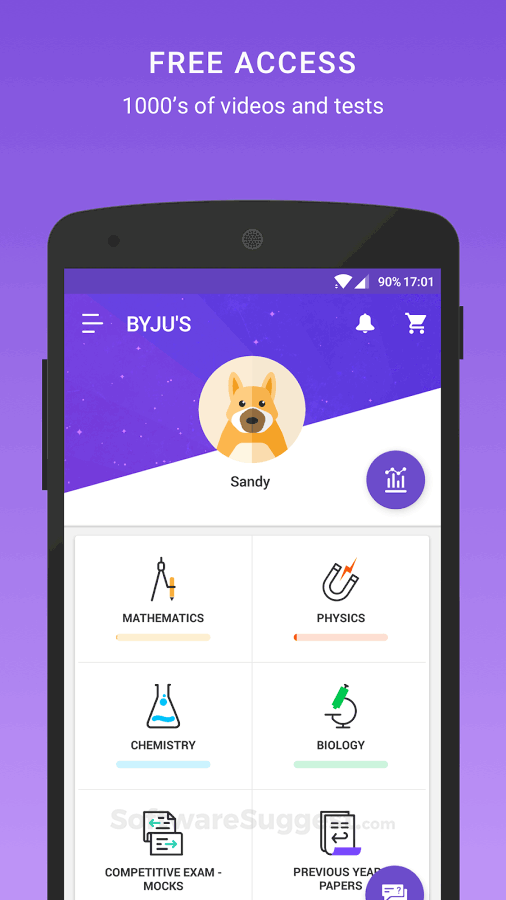 FREE ACCESS
1000's of videos and tests
90% 17:01
BYJU'S
Sandy
MATHEMATICS
PHYSICS
CHEMISTRY
BIOLOGY
SoftwareSuggest.com
COMPETITIVE EXAM -
MOCKS
PREVIOUS YEAR
PAPERS